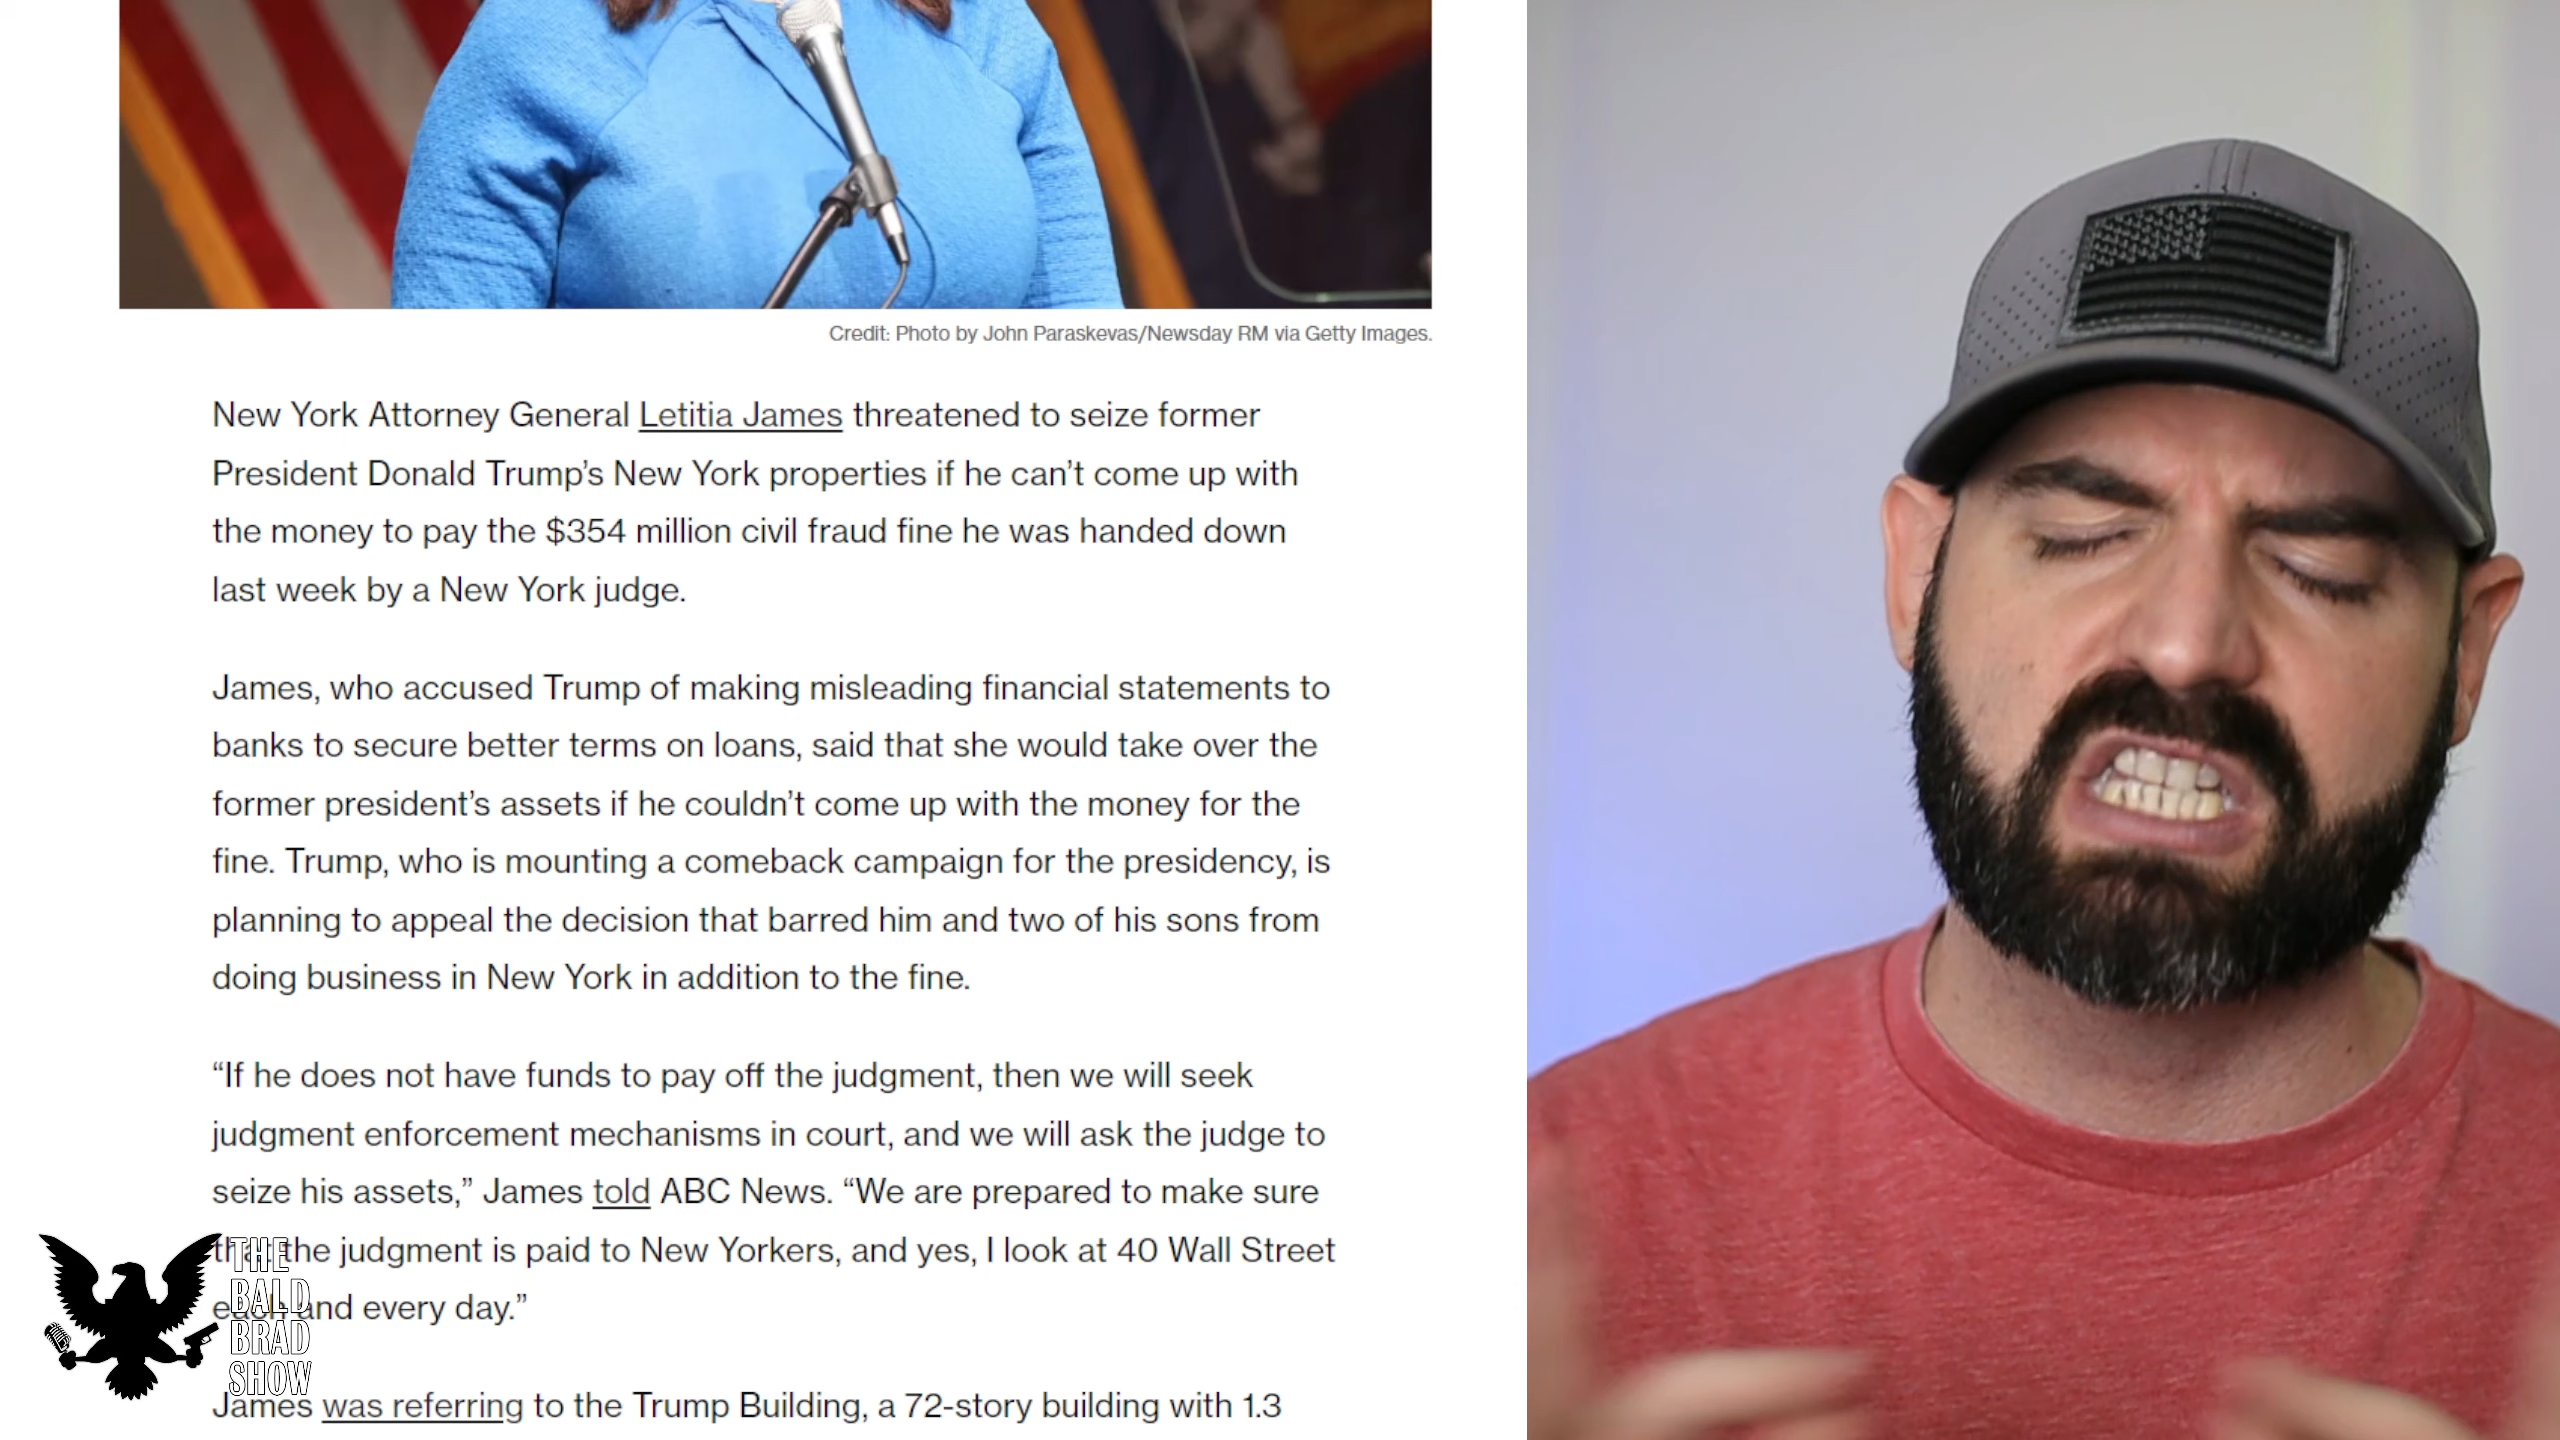 Credit: Photo by John Paraskevas/Newsday RM via Getty Images.
New York Attorney General Letitia James threatened to seize former
President Donald Trump’s New York properties if he can’t come up with
the money to pay the $354 million civil fraud fine he was handed down
last week by a New York judge.
James, who accused Trump of making misleading financial statements to
banks to secure better terms on loans, said that she would take over the
former president’s assets if he couldn’t come up with the money for the
fine. Trump, who is mounting a comeback campaign for the presidency, is
planning to appeal the decision that barred him and two of his sons from
doing business in New York in addition to the fine.
“If he does not have funds to pay off the judgment, then we will seek
judgment enforcement mechanisms in court, and we will ask the judge to
seize his assets,” James told ABC News. “We are prepared to make sure
that the judgment is paid to New Yorkers, and yes, I look at 40 Wall Street
each and every day.”
James was referring to the Trump Building, a 72-story building with 1.3
THE
BALD
BRAD
SHOW